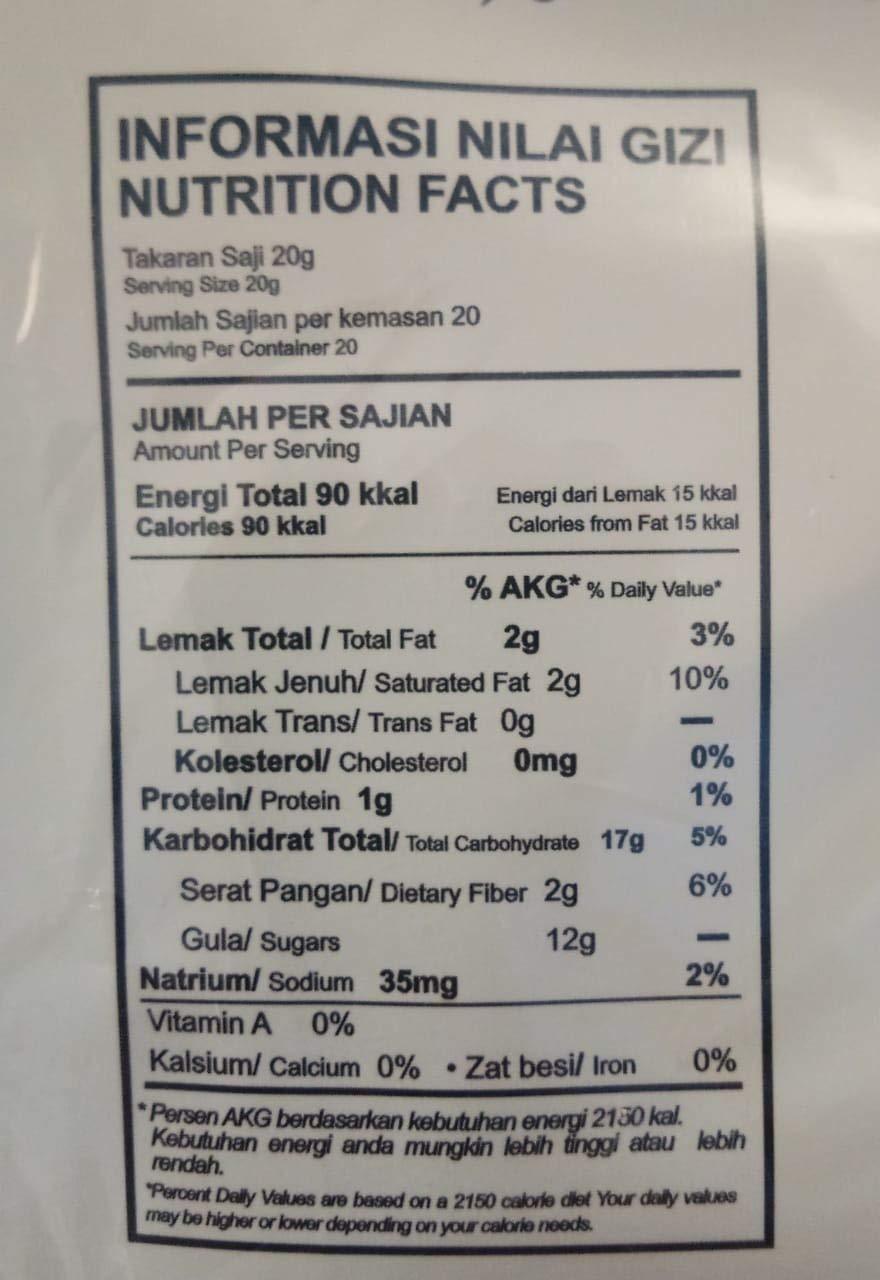 INFORMASI NILAI GIZI
NUTRITION FACTS
Takaran Saji 20g
Serving Size 20g
Jumlah Sajian per kemasan 20
Serving Per Container 20
JUMLAH PER SAJIAN
Amount Per Serving
Energi Total 90 kkal Energi dari Lemak 15 kkal
Calories 90 kkal Calories from Fat 15 kkal
% AKG* % Daily Value*
Lemak Total / Total Fat 2g 3%
Lemak Jenuh/ Saturated Fat 2g 10%
Lemak Trans/ Trans Fat 0g —
Kolesterol/ Cholesterol 0mg 0%
Protein/ Protein 1g 1%
Karbohidrat Total/ Total Carbohydrate 17g 5%
Serat Pangan/ Dietary Fiber 2g 6%
Gula/ Sugars 12g —
Natrium/ Sodium 35mg 2%
Vitamin A 0%
Kalsium/ Calcium 0% • Zat besi/ Iron 0%
*Persen AKG berdasarkan kebutuhan energi 2150 kal.
Kebutuhan energi anda mungkin lebih tinggi atau lebih
rendah.
*Percent Daily Values are based on a 2150 calorie diet Your daily values
may be higher or lower depending on your calorie needs.